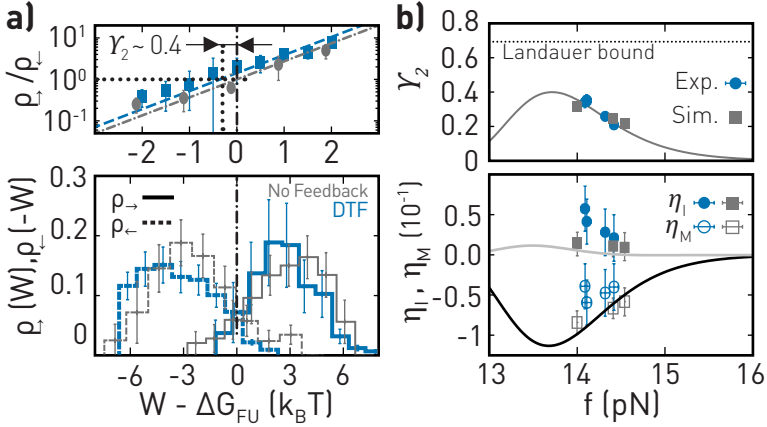 a)
ρ→/ρ←
10¹
10⁰
10⁻¹
ϒ₂ ~ 0.4
-2 -1 0 1 2
ρ→(W), ρ←(-W)
0.3
0.2
0.1
0
ρ→
ρ←
No Feedback
DTF
-6 -3 0 3 6
W - ΔG_FU (k_BT)
b)
ϒ₂
0.8
0.6
0.4
0.2
0
Landauer bound
Exp.
Sim.
η_I, η_M (10⁻¹)
0.5
0.0
-0.5
-1
η_I
η_M
13 14 15 16
f (pN)